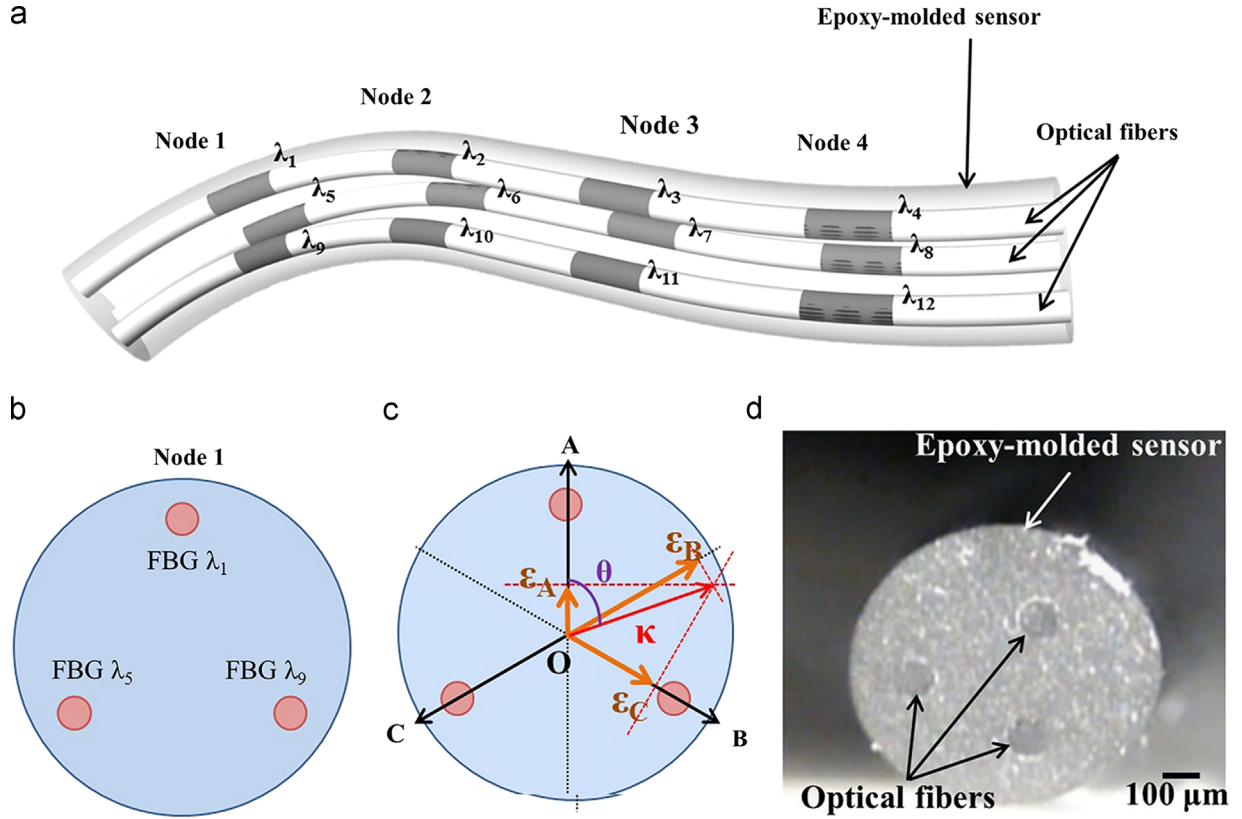 a
Epoxy-molded sensor
Node 1
Node 2
Node 3
Node 4
Optical fibers
λ1
λ2
λ3
λ4
λ5
λ6
λ7
λ8
λ9
λ10
λ11
λ12
b
Node 1
FBG λ1
FBG λ5
FBG λ9
c
A
εB
εA
θ
κ
O
εC
C
B
d
Epoxy-molded sensor
Optical fibers
100 μm